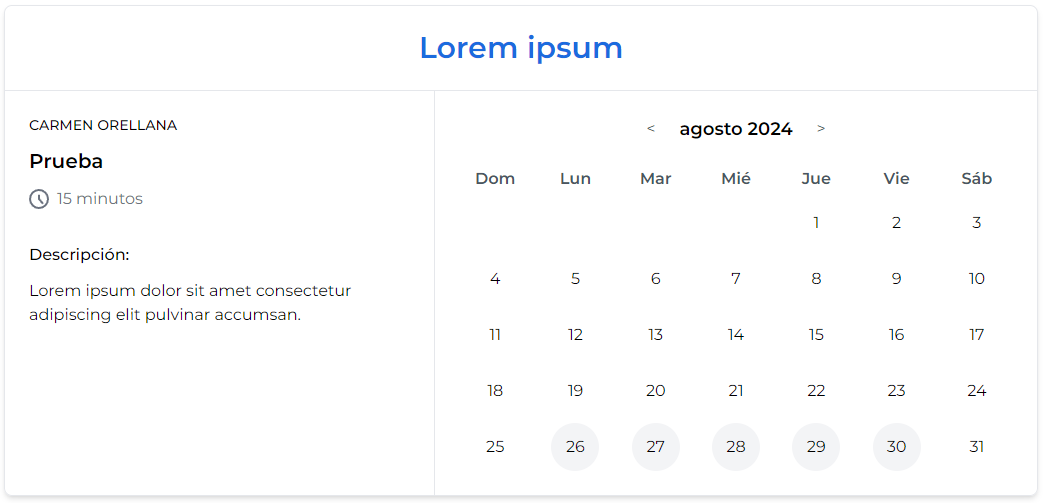 Lorem ipsum
CARMEN ORELLANA
Prueba
15 minutos
Descripción:
Lorem ipsum dolor sit amet consectetur
adipiscing elit pulvinar accumsan.
< agosto 2024 >
Dom Lun Mar Mié Jue Vie Sáb
1 2 3
4 5 6 7 8 9 10
11 12 13 14 15 16 17
18 19 20 21 22 23 24
25 26 27 28 29 30 31